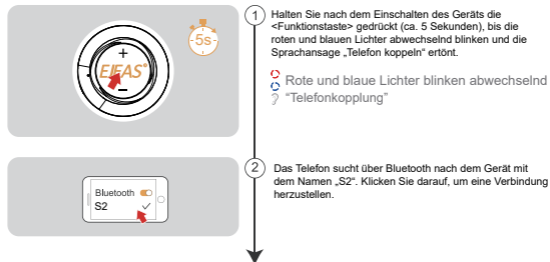 EJEAS®
5s
1
Halten Sie nach dem Einschalten des Geräts die
<Funktionstaste> gedrückt (ca. 5 Sekunden), bis die
roten und blauen Lichter abwechselnd blinken und die
Sprachansage „Telefon koppeln“ ertönt.
Rote und blaue Lichter blinken abwechselnd
“Telefonkopplung”
2
Das Telefon sucht über Bluetooth nach dem Gerät mit
dem Namen „S2“. Klicken Sie darauf, um eine Verbindung
herzustellen.
Bluetooth
S2